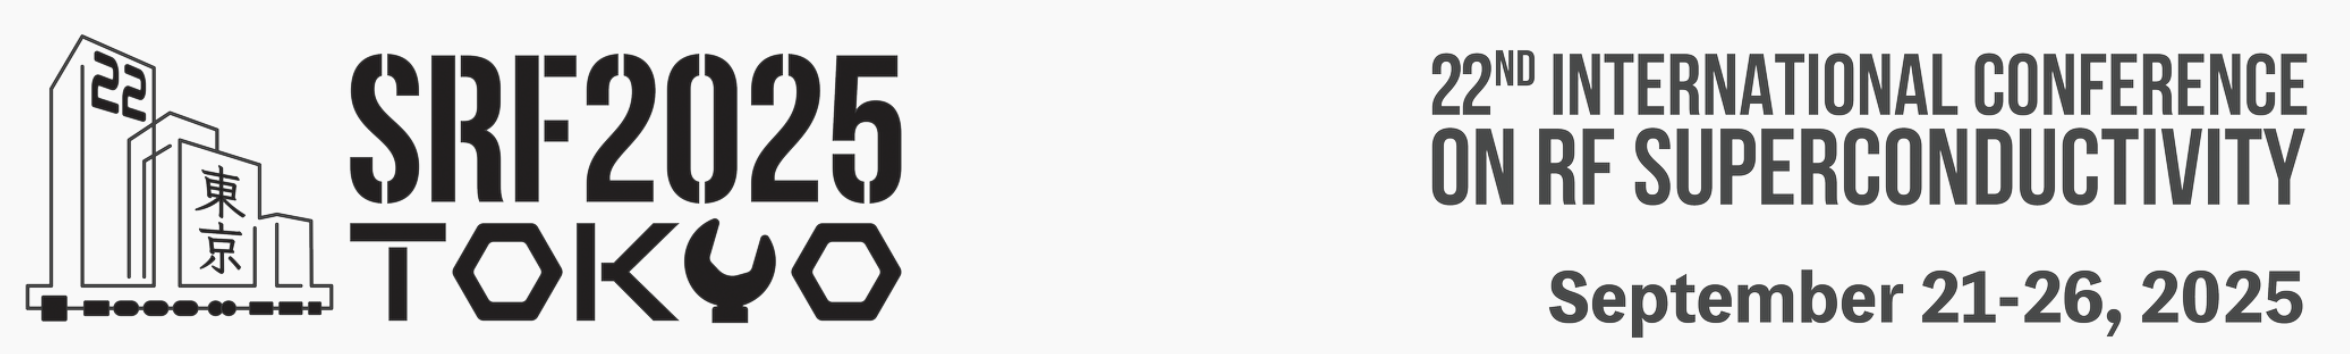 22
東
京
SRF2025
TOKYO
22ND INTERNATIONAL CONFERENCE
ON RF SUPERCONDUCTIVITY
September 21-26, 2025